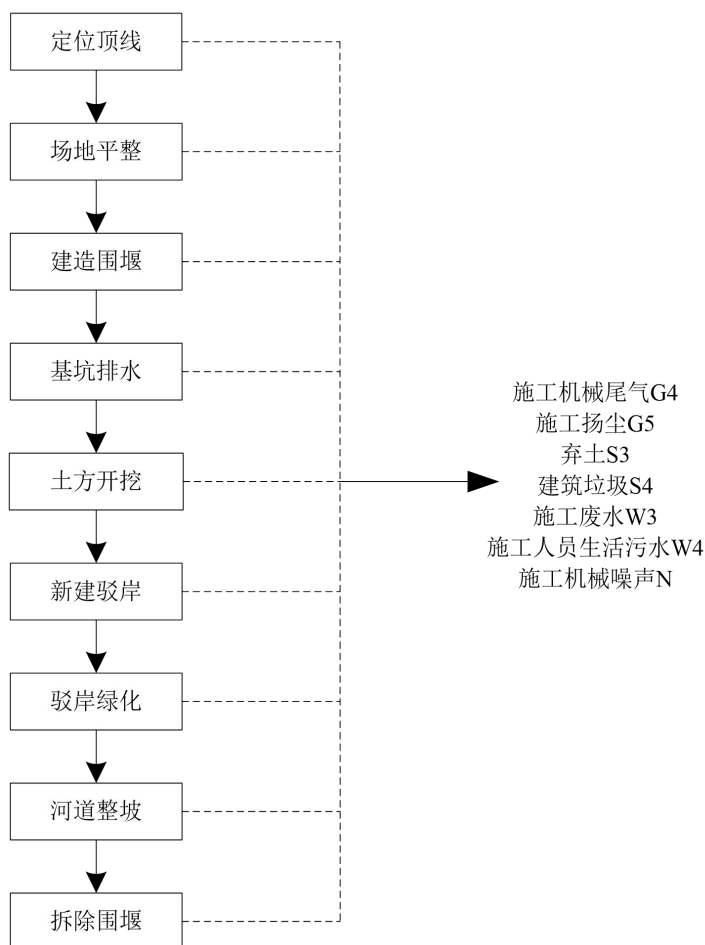 定位顶线
场地平整
建造围堰
基坑排水
土方开挖
新建驳岸
驳岸绿化
河道整坡
拆除围堰
施工机械尾气G4
施工扬尘G5
弃土S3
建筑垃圾S4
施工废水W3
施工人员生活污水W4
施工机械噪声N